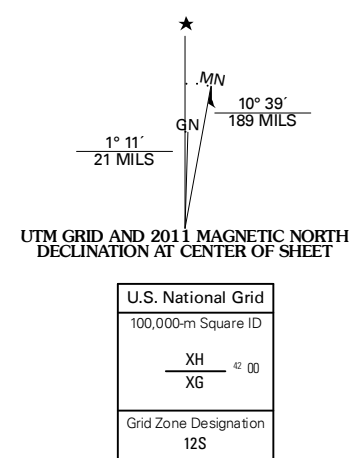 MN
GN
10° 39´
189 MILS
1° 11´
21 MILS
UTM GRID AND 2011 MAGNETIC NORTH
DECLINATION AT CENTER OF SHEET
U.S. National Grid
100,000-m Square ID
XH
42 00
XG
Grid Zone Designation
12S